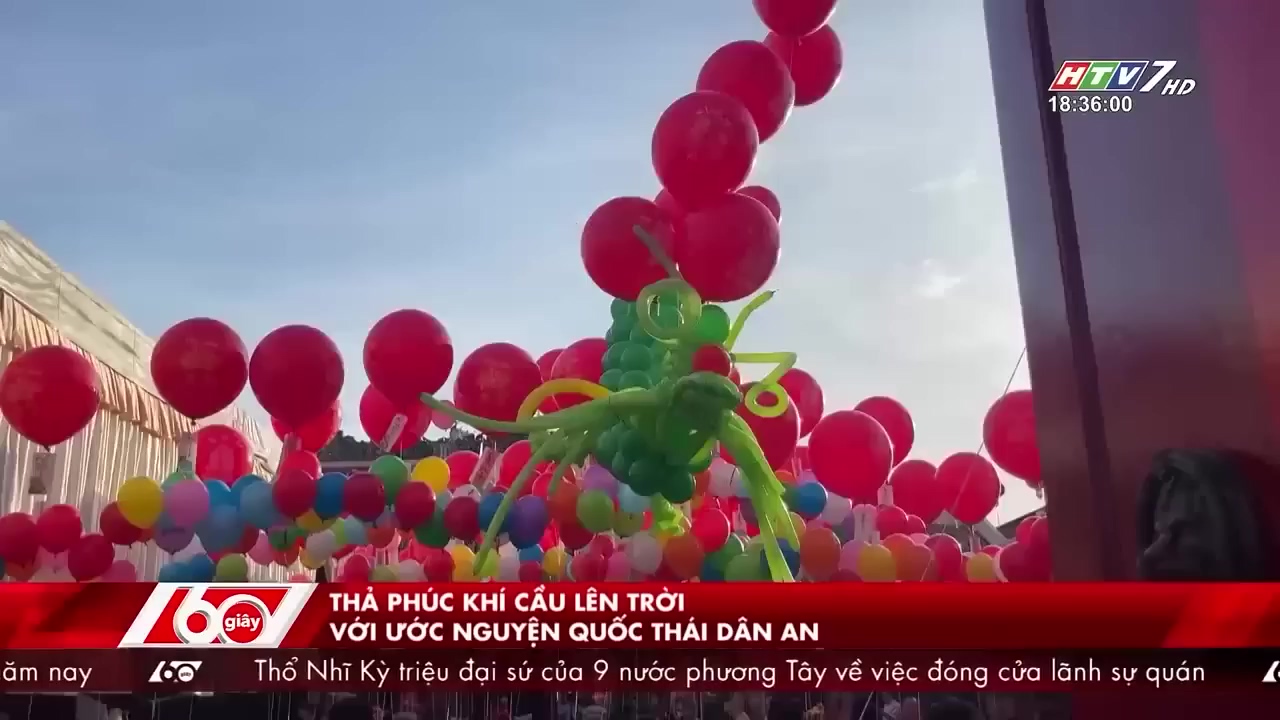 HTV7 HD
18:36:00
60 giây
THẢ PHÚC KHÍ CẦU LÊN TRỜI
VỚI ƯỚC NGUYỆN QUỐC THÁI DÂN AN
ăm nay 60 giây Thổ Nhĩ Kỳ triệu đại sứ của 9 nước phương Tây về việc đóng cửa lãnh sự quán